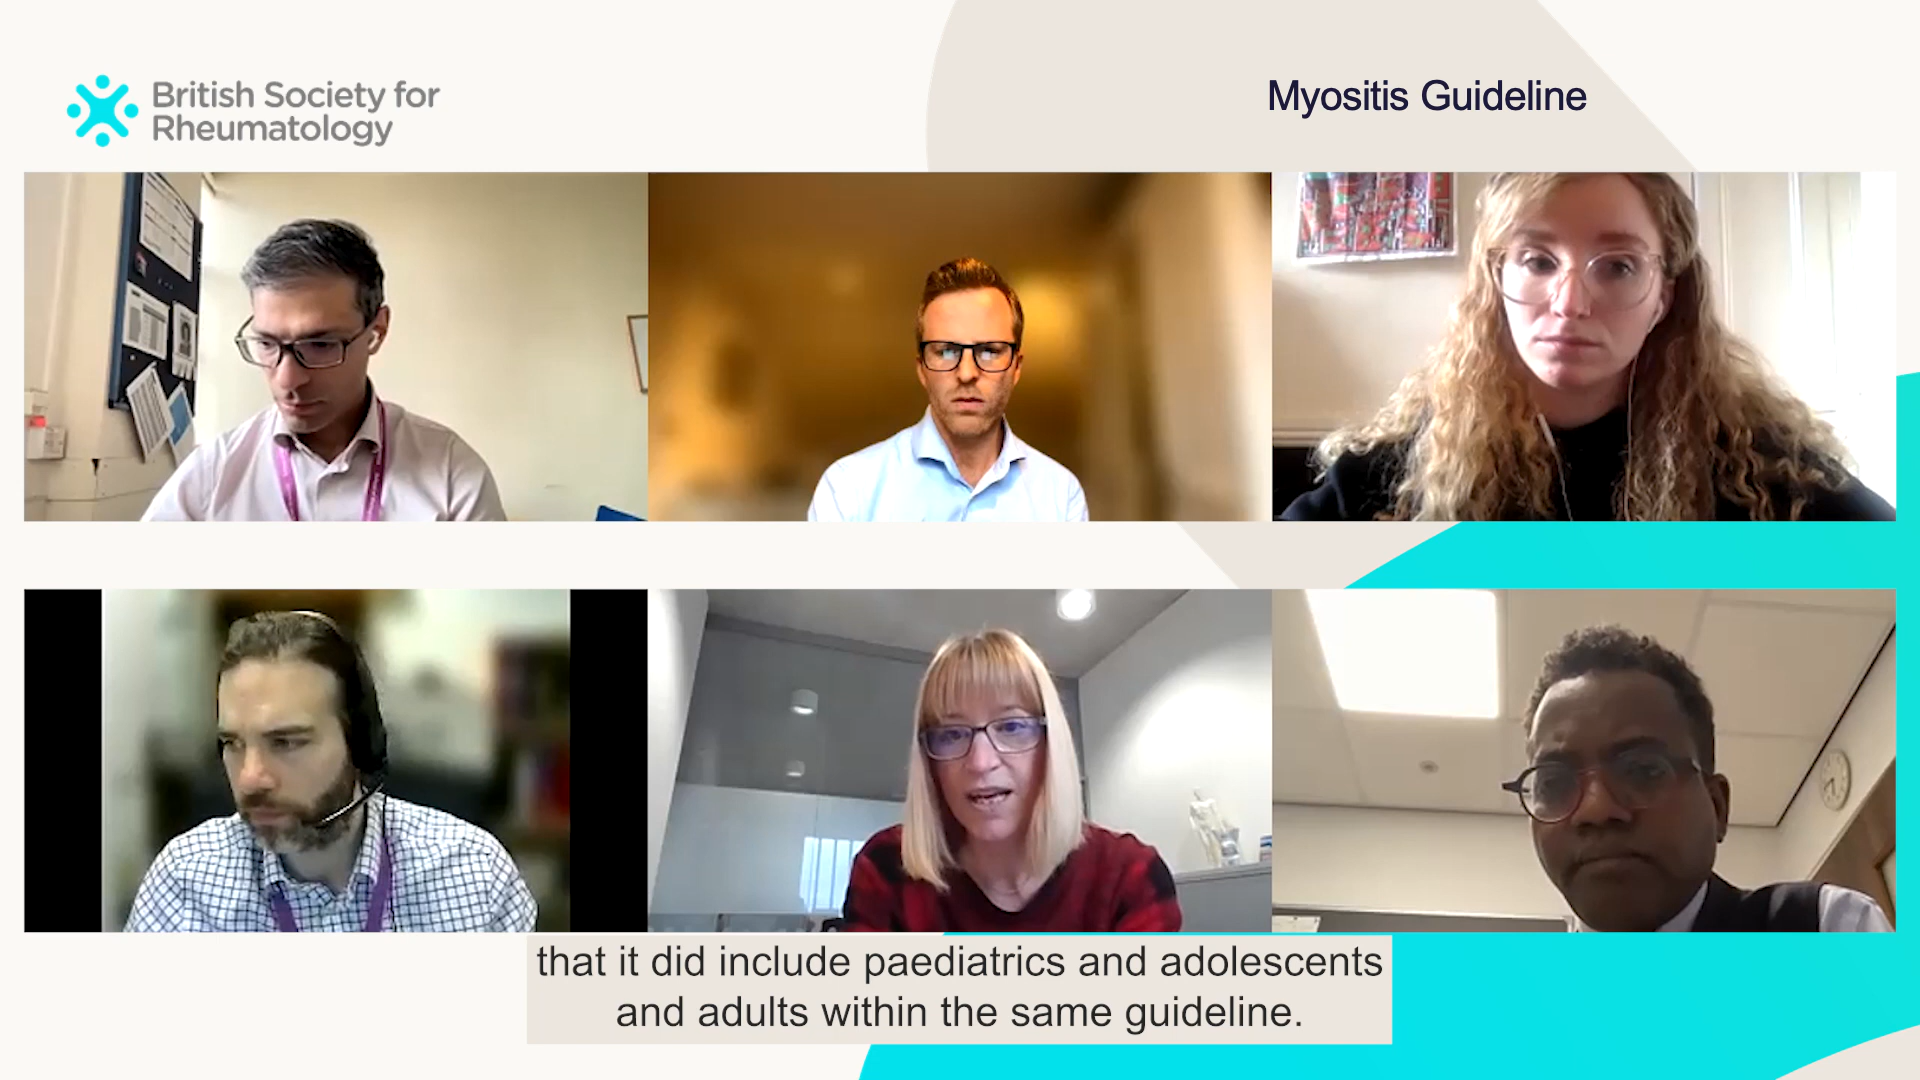 British Society for
Rheumatology
Myositis Guideline
that it did include paediatrics and adolescents
and adults within the same guideline.